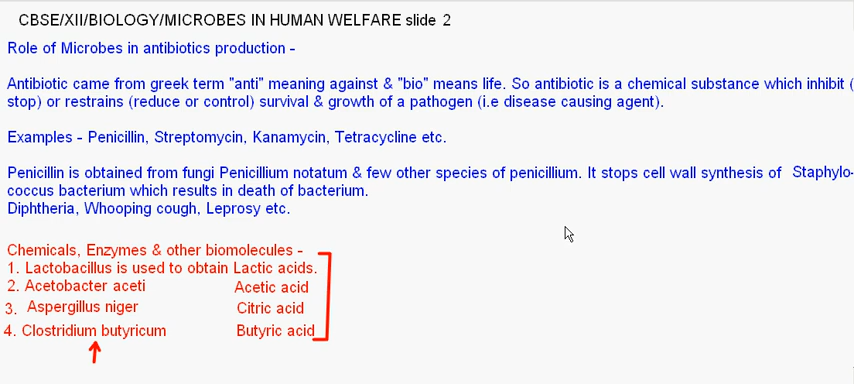 CBSE/XII/BIOLOGY/MICROBES IN HUMAN WELFARE slide 2
Role of Microbes in antibiotics production -
Antibiotic came from greek term "anti" meaning against & "bio" means life. So antibiotic is a chemical substance which inhibit (
stop) or restrains (reduce or control) survival & growth of a pathogen (i.e disease causing agent).
Examples - Penicillin, Streptomycin, Kanamycin, Tetracycline etc.
Penicillin is obtained from fungi Penicillium notatum & few other species of penicillium. It stops cell wall synthesis of Staphylo-
coccus bacterium which results in death of bacterium.
Diphtheria, Whooping cough, Leprosy etc.
Chemicals, Enzymes & other biomolecules -
1. Lactobacillus is used to obtain Lactic acids.
2. Acetobacter aceti Acetic acid
3. Aspergillus niger Citric acid
4. Clostridium butyricum Butyric acid